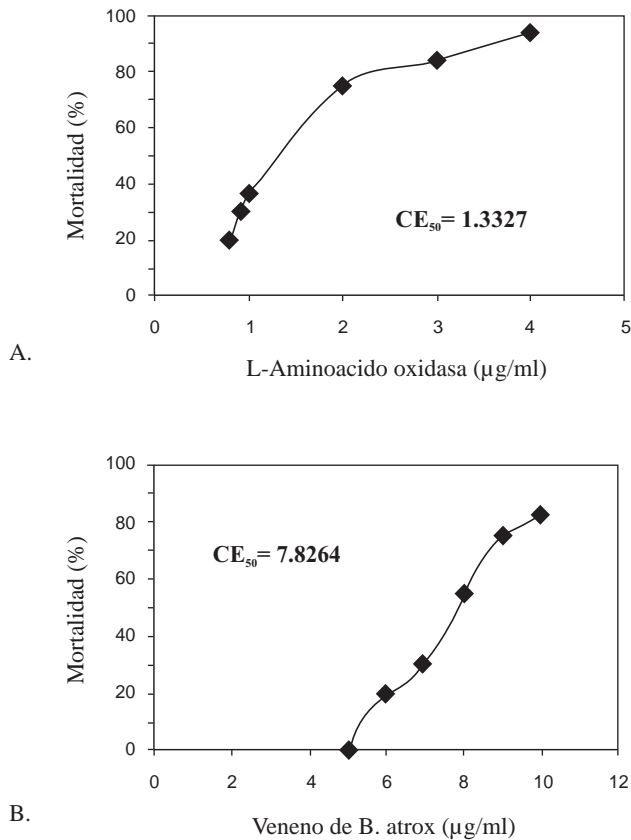 100
80
60
40
20
0
Mortalidad (%)
CE₅₀= 1.3327
0 1 2 3 4 5
A.
L-Aminoacido oxidasa (µg/ml)
100
80
60
40
20
0
Mortalidad (%)
CE₅₀= 7.8264
0 2 4 6 8 10 12
B.
Veneno de B. atrox (µg/ml)